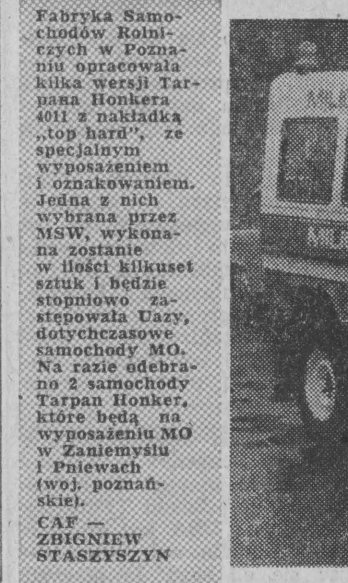 Fabryka Samo-
chodów Rolni-
czych w Pozna-
niu opracowała
kilka wersji Tar-
pana Honkera
4011 z nakładką
„top hard”, ze
specjalnym
wyposażeniem
i oznakowaniem.
Jedna z nich
wybrana przez
MSW, wykona-
na zostanie
w ilości kilkuset
sztuk i będzie
stopniowo za-
stępowała Uazy,
dotychczasowe
samochody MO.
Na razie odebra-
no 2 samochody
Tarpan Honker,
które będą na
wyposażeniu MO
w Zaniemyślu
i Pniewach
(woj. poznań-
skie).
CAF —
ZBIGNIEW
STASZYSZYN